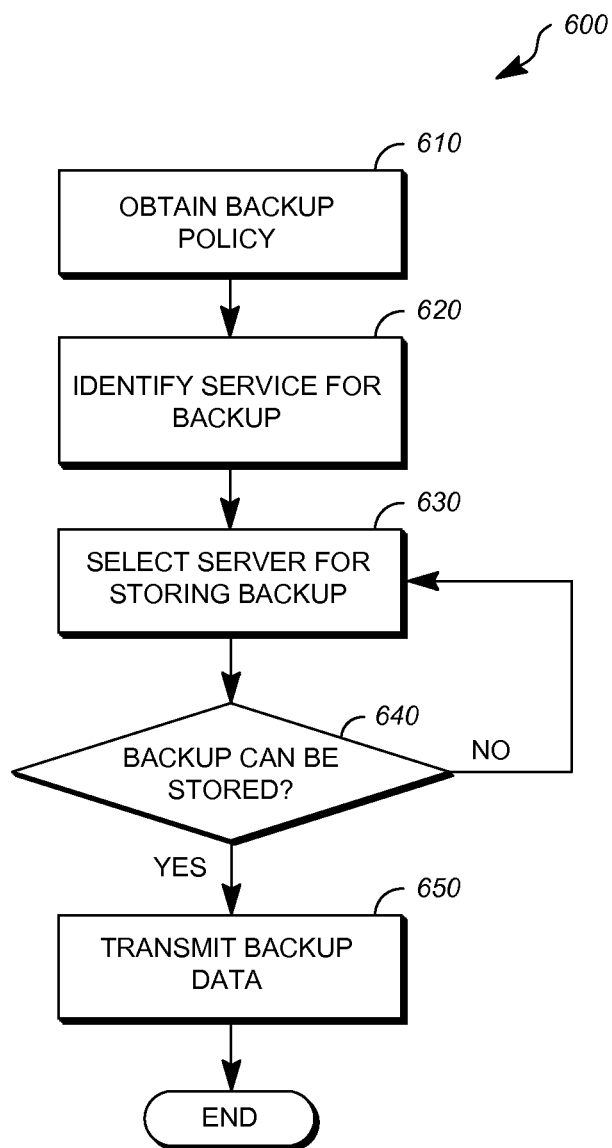 600
610
OBTAIN BACKUP
POLICY
620
IDENTIFY SERVICE FOR
BACKUP
630
SELECT SERVER FOR
STORING BACKUP
640
BACKUP CAN BE
STORED?
NO
YES
650
TRANSMIT BACKUP
DATA
END